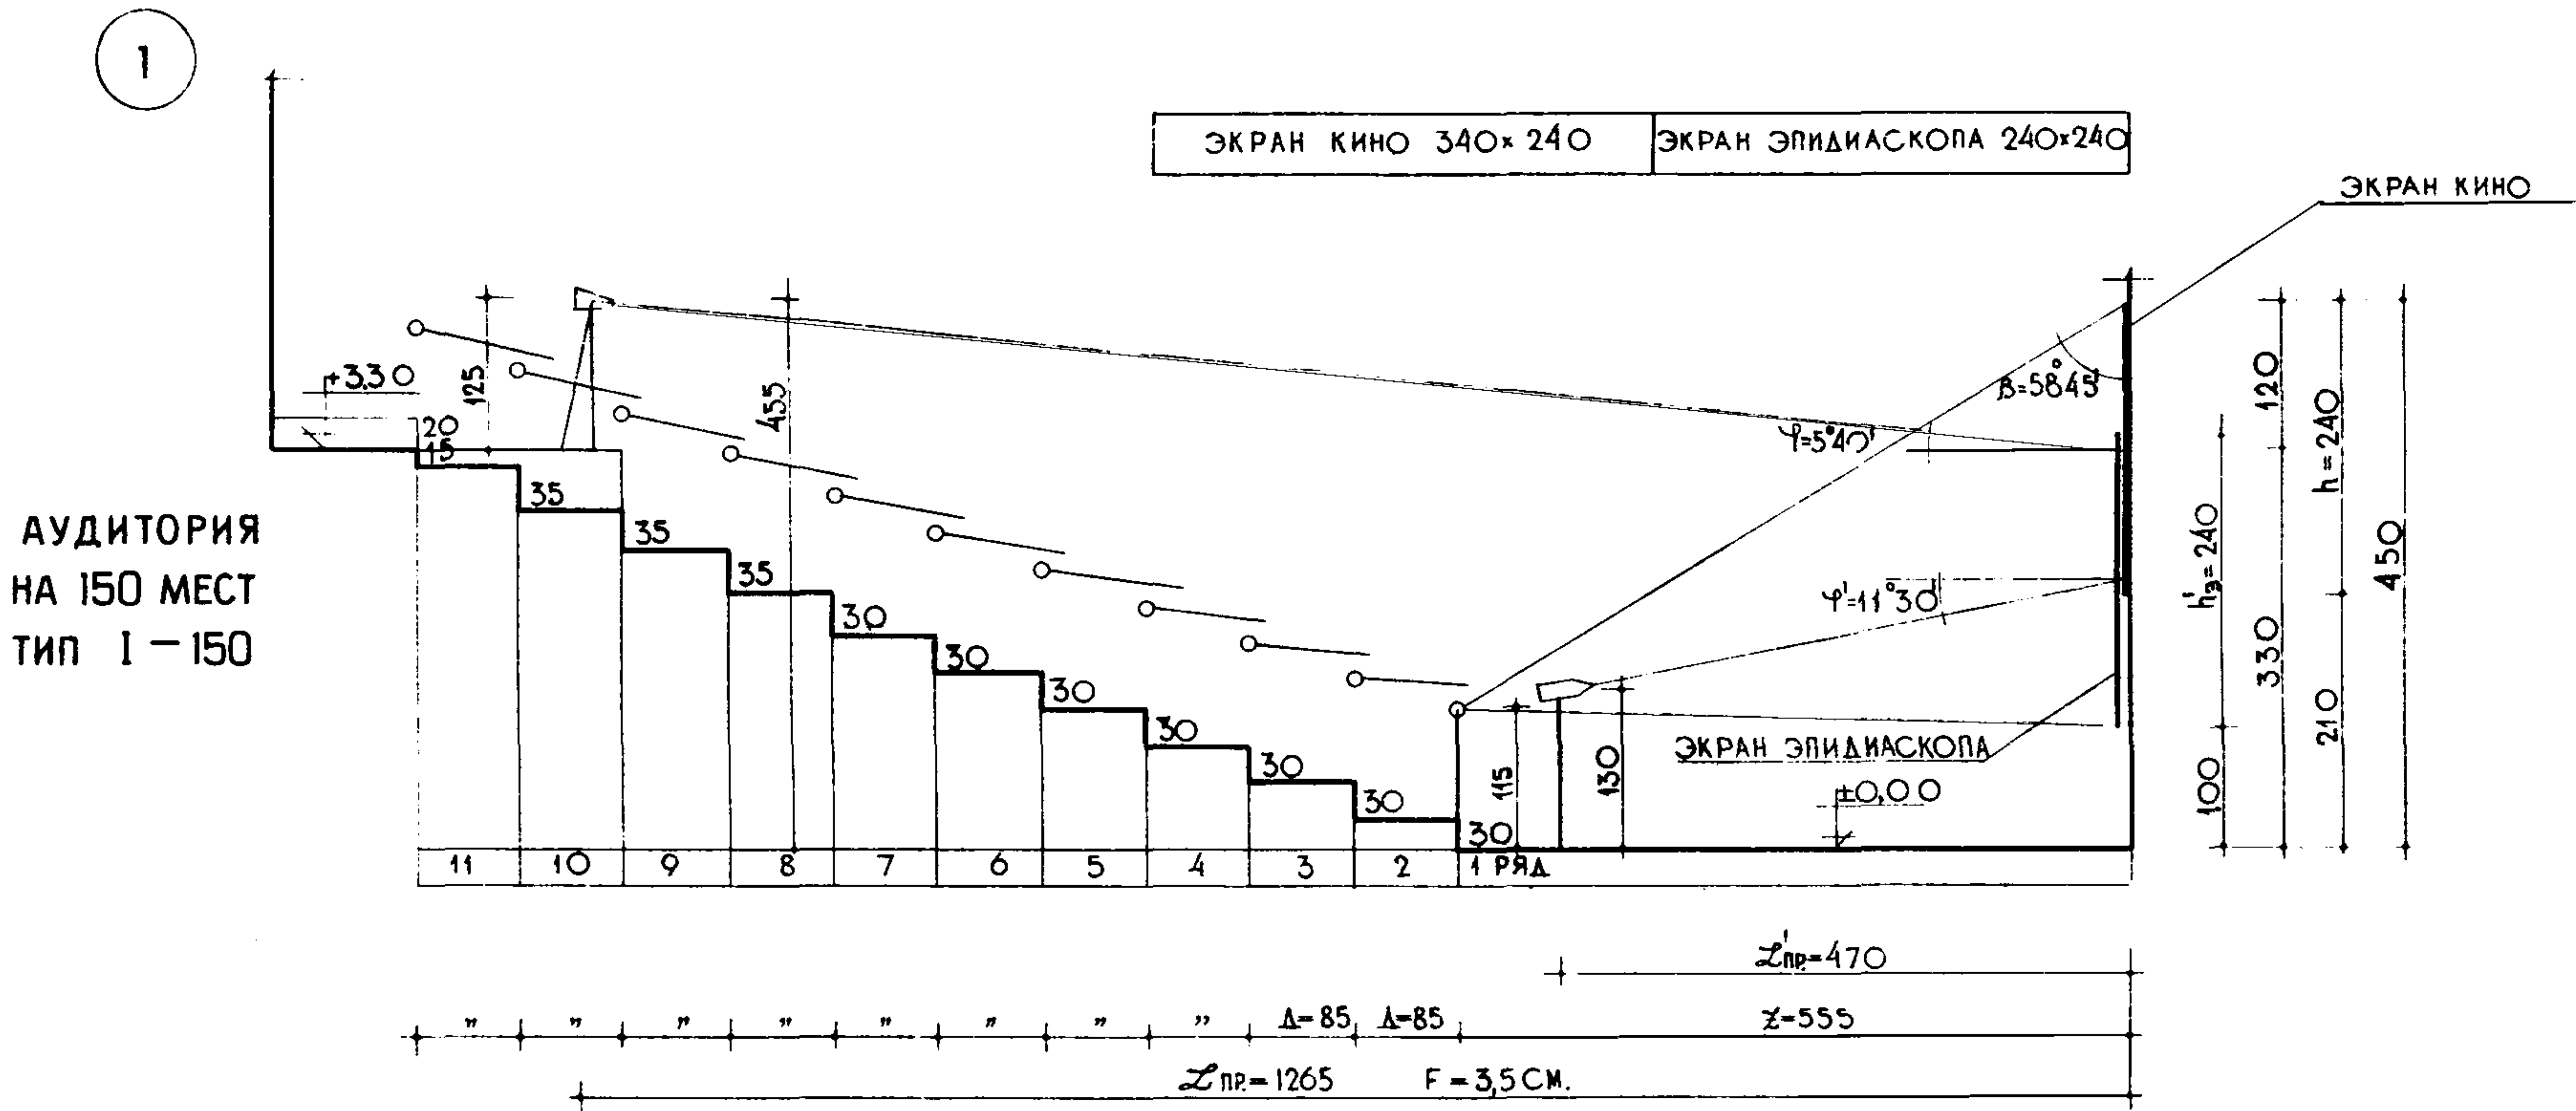 1
ЭКРАН КИНО 340×240
ЭКРАН ЭПИДИАСКОПА 240×240
ЭКРАН КИНО
+3.30
125
455
20
15
β=58°45'
φ=5°40'
120
h=240
450
h'э=240
330
210
100
АУДИТОРИЯ
НА 150 МЕСТ
ТИП I – 150
35
35
35
30
30
30
30
30
30
30
φ'=11°30'
ЭКРАН ЭПИДИАСКОПА
115
130
±0,00
11 10 9 8 7 6 5 4 3 2 1 РЯД
L'пр.=470
" " " " " " " " Δ=85 Δ=85 Z=555
Lпр.=1265 F=3,5 СМ.